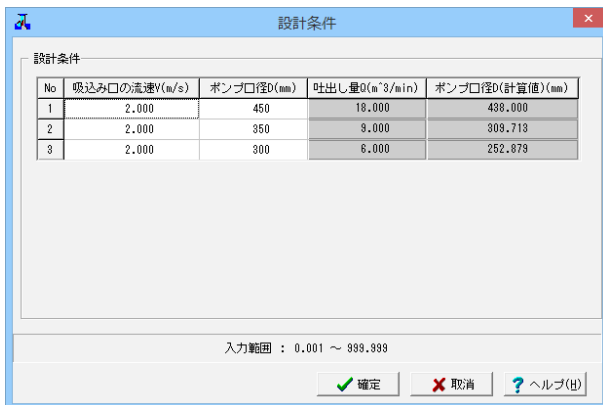 設計条件
設計条件
No 吸込み口の流速V(m/s) ポンプ口径D(mm) 吐出し量Q(m^3/min) ポンプ口径D(計算値)(mm)
1 2.000 450 18.000 438.000
2 2.000 350 9.000 309.713
3 2.000 300 6.000 252.879
入力範囲 : 0.001 ～ 999.999
確定 取消 ? ヘルプ(H)